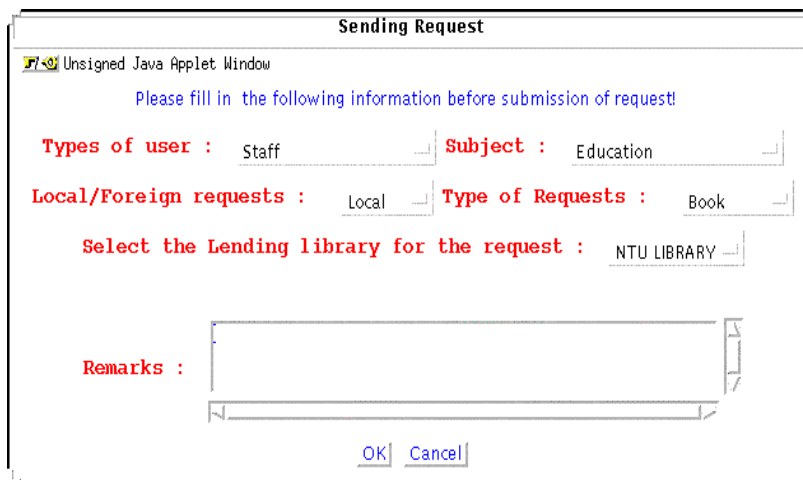 Sending Request
Unsigned Java Applet Window
Please fill in the following information before submission of request!
Types of user : Staff Subject : Education
Local/Foreign requests : Local Type of Requests : Book
Select the Lending library for the request : NTU LIBRARY
Remarks :
OK Cancel